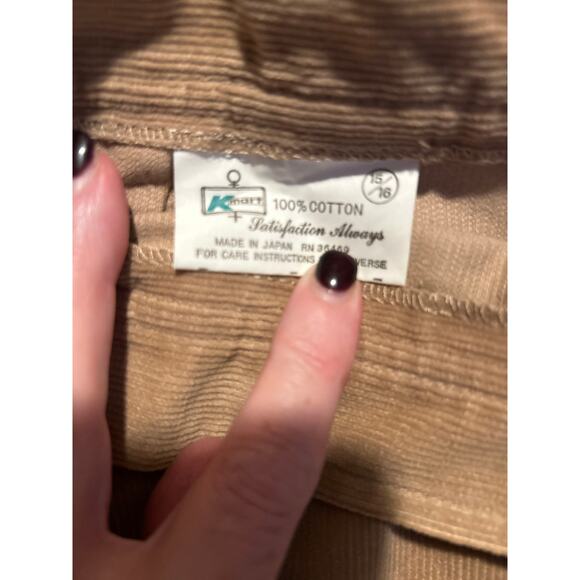 Kmart
15/16
100% COTTON
Satisfaction Always
MADE IN JAPAN RN 36469
FOR CARE INSTRUCTIONS VERSE